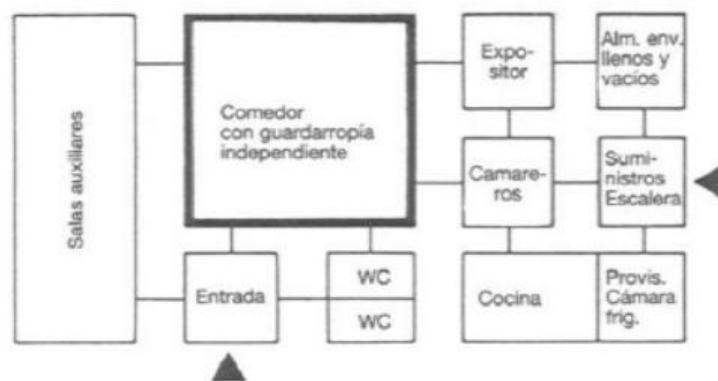 Salas auxiliares
Comedor
con guardarropía
independiente
Expo-
sitor
Alm. env.
llenos y
vacíos
Camare-
ros
Sumi-
nistros
Escalera
Entrada
WC
WC
Cocina
Provis.
Cámara
frig.